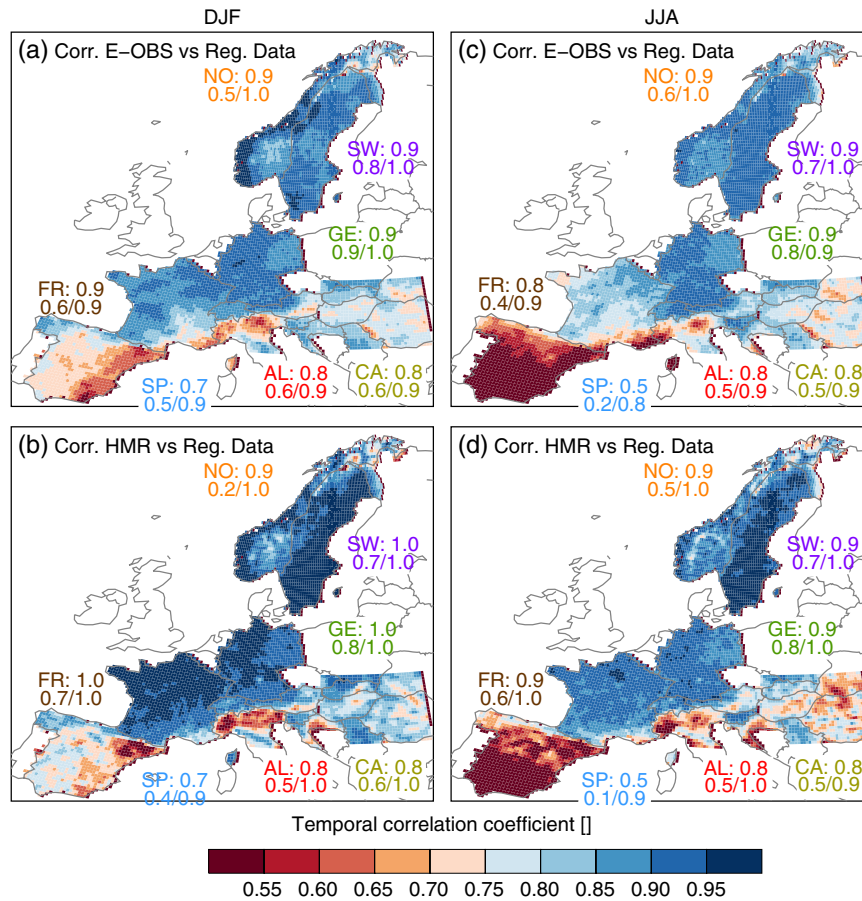 DJF
JJA
(a) Corr. E-OBS vs Reg. Data
NO: 0.9
0.5/1.0
SW: 0.9
0.8/1.0
GE: 0.9
0.9/1.0
FR: 0.9
0.6/0.9
SP: 0.7
0.5/0.9
AL: 0.8
0.6/0.9
CA: 0.8
0.6/0.9
(c) Corr. E-OBS vs Reg. Data
NO: 0.9
0.6/1.0
SW: 0.9
0.7/1.0
GE: 0.9
0.8/0.9
FR: 0.8
0.4/0.9
SP: 0.5
0.2/0.8
AL: 0.8
0.5/0.9
CA: 0.8
0.5/0.9
(b) Corr. HMR vs Reg. Data
NO: 0.9
0.2/1.0
SW: 1.0
0.7/1.0
GE: 1.0
0.8/1.0
FR: 1.0
0.7/1.0
SP: 0.7
0.4/0.9
AL: 0.8
0.5/1.0
CA: 0.8
0.6/1.0
(d) Corr. HMR vs Reg. Data
NO: 0.9
0.5/1.0
SW: 0.9
0.7/1.0
GE: 0.9
0.8/1.0
FR: 0.9
0.6/1.0
SP: 0.5
0.1/0.9
AL: 0.8
0.5/1.0
CA: 0.8
0.5/0.9
Temporal correlation coefficient []
0.55 0.60 0.65 0.70 0.75 0.80 0.85 0.90 0.95